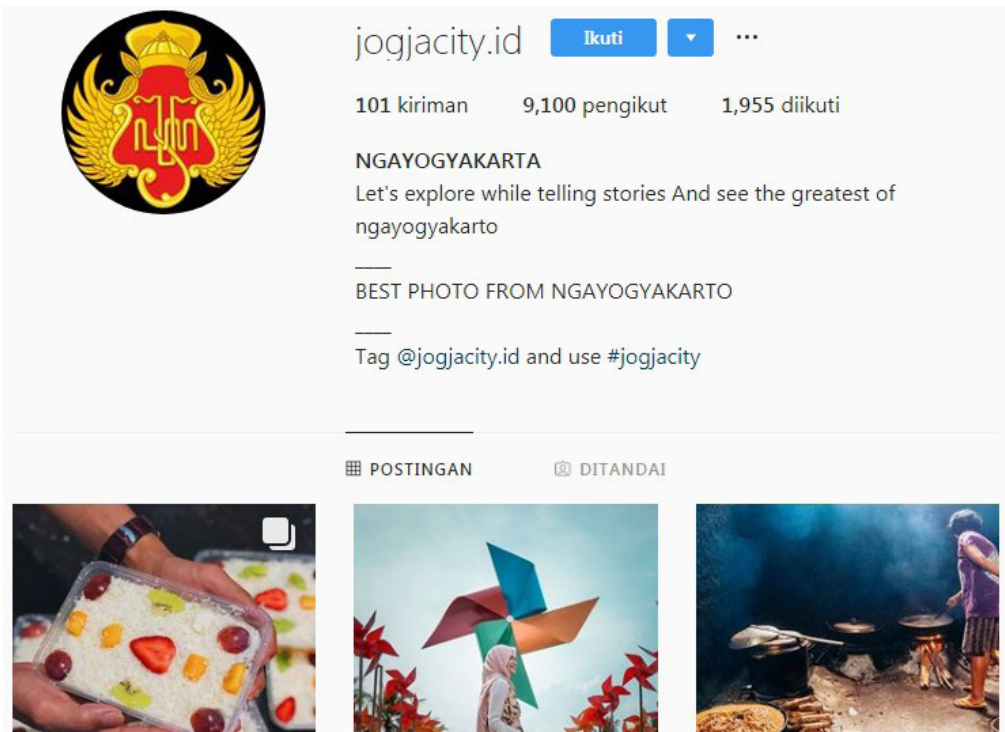 jogjacity.id Ikuti
101 kiriman 9,100 pengikut 1,955 diikuti
NGAYOGYAKARTA
Let's explore while telling stories And see the greatest of
ngayogyakarto
____
BEST PHOTO FROM NGAYOGYAKARTO
____
Tag @jogjacity.id and use #jogjacity
POSTINGAN DITANDAI